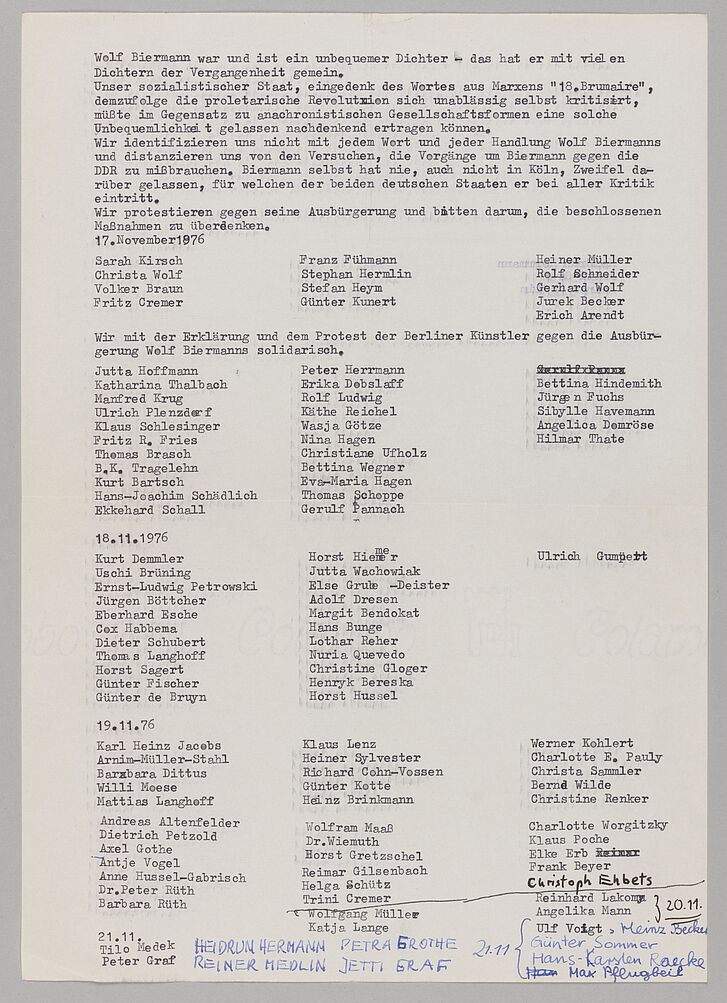 Wolf Biermann war und ist ein unbequemer Dichter - das hat er mit vielen
Dichtern der Vergangenheit gemein.
Unser sozialistischer Staat, eingedenk des Wortes aus Marxens "18.Brumaire",
demzufolge die proletarische Revolution sich unablässig selbst kritisiert,
müßte im Gegensatz zu anachronistischen Gesellschaftsformen eine solche
Unbequemlichkeit gelassen nachdenkend ertragen können.
Wir identifizieren uns nicht mit jedem Wort und jeder Handlung Wolf Biermanns
und distanzieren uns von den Versuchen, die Vorgänge um Biermann gegen die
DDR zu mißbrauchen. Biermann selbst hat nie, auch nicht in Köln, Zweifel da-
rüber gelassen, für welchen der beiden deutschen Staaten er bei aller Kritik
eintritt.
Wir protestieren gegen seine Ausbürgerung und bitten darum, die beschlossenen
Maßnahmen zu überdenken.
17.November1976
Sarah Kirsch Franz Fühmann Heiner Müller
Christa Wolf Stephan Hermlin Rolf Schneider
Volker Braun Stefan Heym Gerhard Wolf
Fritz Cremer Günter Kunert Jurek Becker
Erich Arendt
Wir mit der Erklärung und dem Protest der Berliner Künstler gegen die Ausbür-
gerung Wolf Biermanns solidarisch.
Jutta Hoffmann Peter Herrmann
Katharina Thalbach Erika Dobslaff Bettina Hindemith
Manfred Krug Rolf Ludwig Jürgen Fuchs
Ulrich Plenzdorf Käthe Reichel Sibylle Havemann
Klaus Schlesinger Wasja Götze Angelica Domröse
Fritz R. Fries Nina Hagen Hilmar Thate
Thomas Brasch Christiane Ufholz
B.K. Tragelehn Bettina Wegner
Kurt Bartsch Eva-Maria Hagen
Hans-Joachim Schädlich Thomas Schoppe
Ekkehard Schall Gerulf Pannach
18.11.1976
Kurt Demmler Horst Hiemer Ulrich Gumpert
Uschi Brüning Jutta Wachowiak
Ernst-Ludwig Petrowski Else Grube -Deister
Jürgen Böttcher Adolf Dresen
Eberhard Esche Margit Bendokat
Cox Habbema Hans Bunge
Dieter Schubert Lothar Reher
Thomas Langhoff Nuria Quevedo
Horst Sagert Christine Gloger
Günter Fischer Henryk Bereska
Günter de Bruyn Horst Hussel
19.11.76
Karl Heinz Jacobs Klaus Lenz Werner Kohlert
Arnim-Müller-Stahl Heiner Sylvester Charlotte E. Pauly
Barbara Dittus Richard Cohn-Vossen Christa Sammler
Willi Moese Günter Kotte Bernd Wilde
Mattias Langhoff Heinz Brinkmann Christine Renker
Andreas Altenfelder Wolfram Maaß Charlotte Worgitzky
Dietrich Petzold Dr.Wiemuth Klaus Poche
Axel Gothe Horst Gretzschel Elke Erb
Antje Vogel Reimar Gilsenbach Frank Beyer
Anne Hussel-Gabrisch Helga Schütz Christoph Ehbets
Dr.Peter Rüth Trini Cremer Reinhard Lakomy 20.11.
Barbara Rüth Wolfgang Müller Angelika Mann
Katja Lange Ulf Voigt, Heinz Becker
21.11.
Tilo Medek HEIDRUN HERMANN PETRA GROTHE 21.11 Günter Sommer
Peter Graf REINER MEDLIN JETTI GRAF Hans-Karsten Raecke
Max Pflugbeil